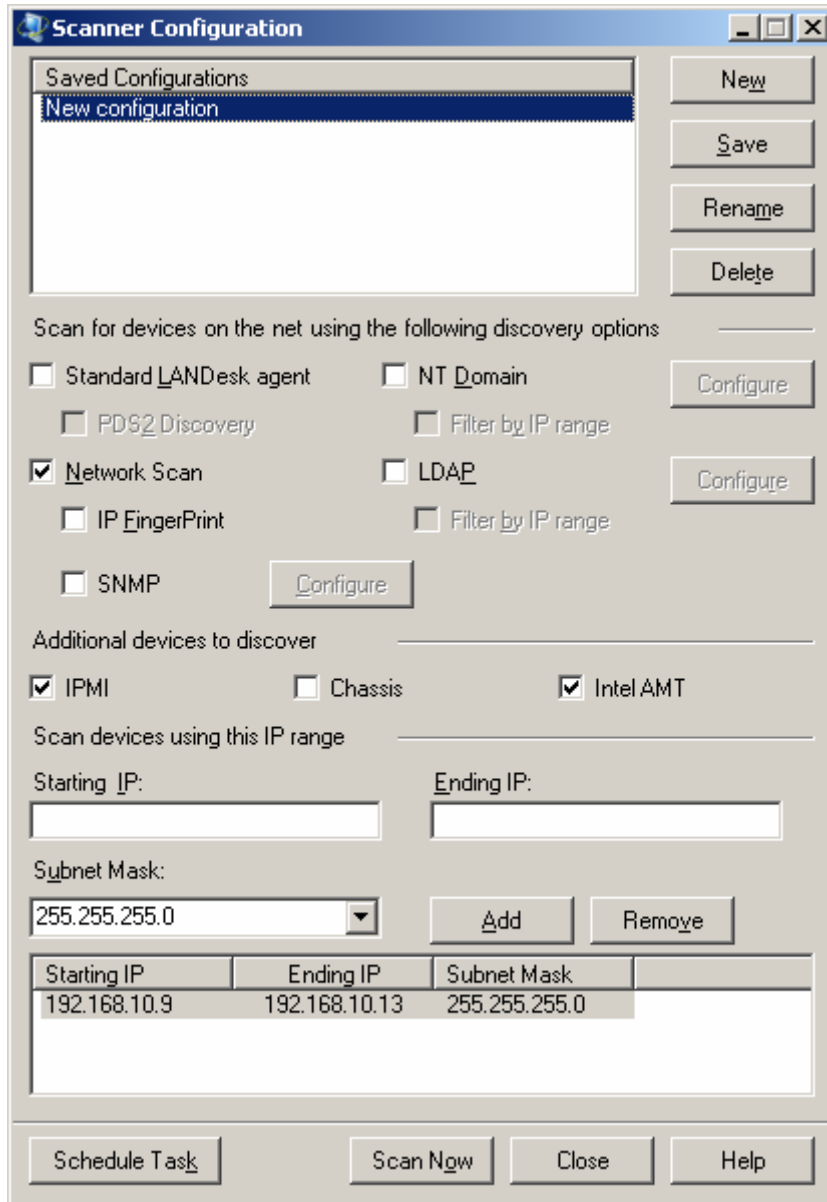 Scanner Configuration
Saved Configurations
New configuration
New
Save
Rename
Delete
Scan for devices on the net using the following discovery options
Standard LANDesk agent
NT Domain
Configure
PDS2 Discovery
Filter by IP range
Network Scan
LDAP
Configure
IP FingerPrint
Filter by IP range
SNMP
Configure
Additional devices to discover
IPMI
Chassis
Intel AMT
Scan devices using this IP range
Starting IP:
Ending IP:
Subnet Mask:
255.255.255.0
Add
Remove
Starting IP Ending IP Subnet Mask
192.168.10.9 192.168.10.13 255.255.255.0
Schedule Task
Scan Now
Close
Help